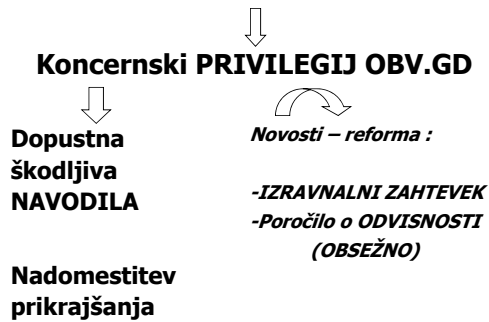 Koncernski PRIVILEGIJ OBV.GD
Dopustna
škodljiva
NAVODILA
Nadomestitev
prikrajšanja
Novosti – reforma :
-IZRAVNALNI ZAHTEVEK
-Poročilo o ODVISNOSTI
(OBSEŽNO)